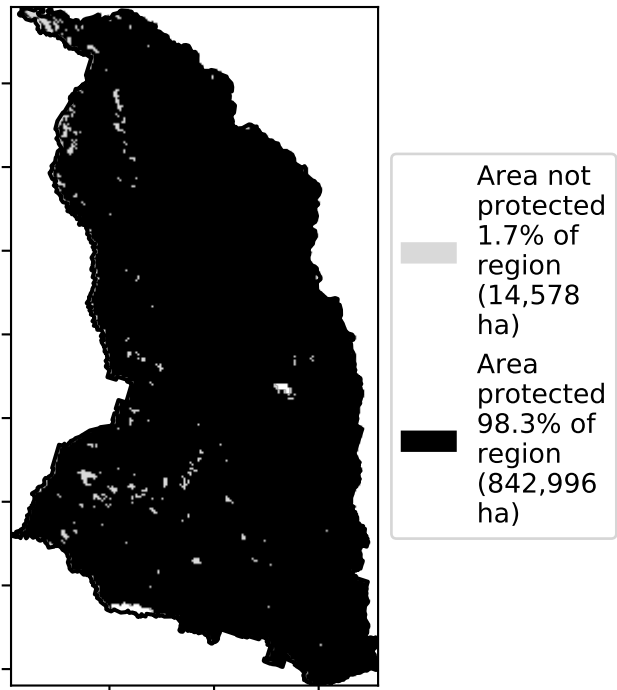 Area not
protected
1.7% of
region
(14,578
ha)
Area
protected
98.3% of
region
(842,996
ha)